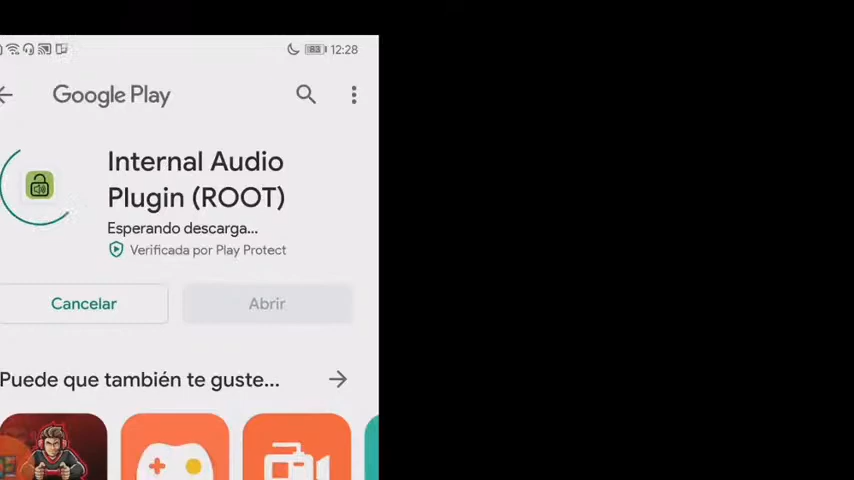 83 12:28
Google Play
Internal Audio
Plugin (ROOT)
Esperando descarga...
Verificada por Play Protect
Cancelar
Abrir
Puede que también te guste...